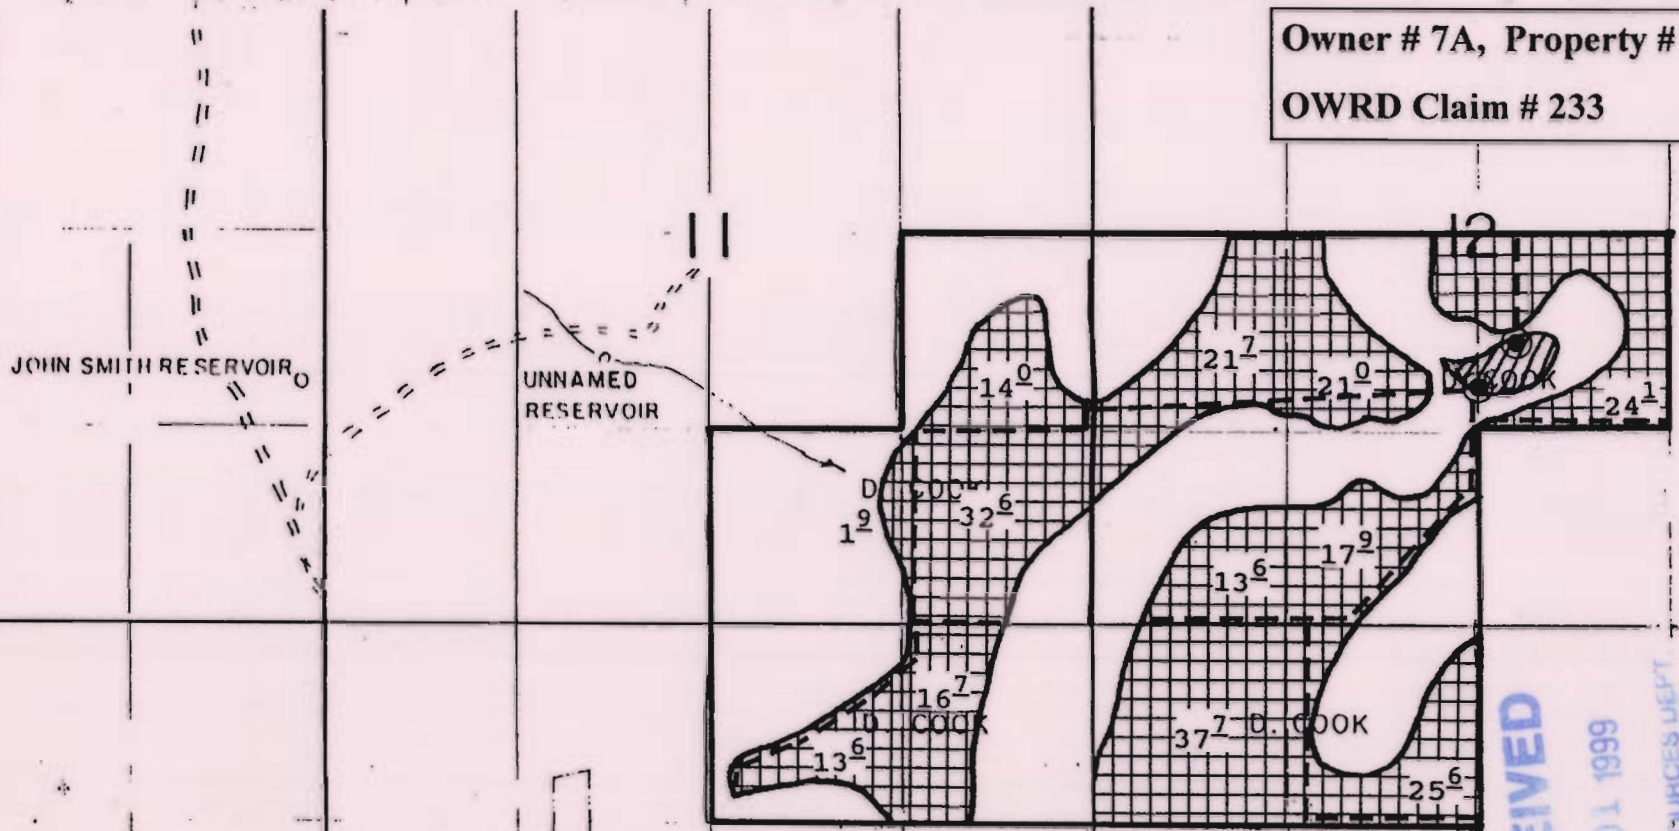 Owner # 7A, Property #
OWRD Claim # 233
11
12
JOHN SMITH RESERVOIR
UNNAMED
RESERVOIR
14 0
21 7
21 0
COOK
24 1
D. COOK
1 9
32 6
17 9
13 6
16 7
D. COOK
13 6
37 7
D. COOK
25 6
EIVED
1 1999